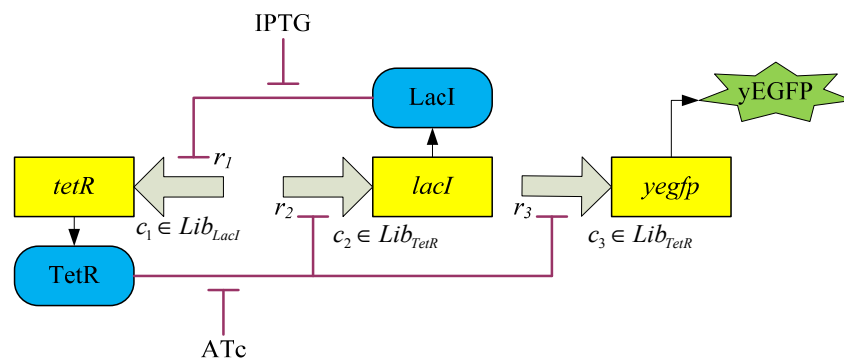 IPTG
LacI
yEGFP
r1
tetR
lacI
yegfp
r2
r3
c1 ∈ LibLacI
c2 ∈ LibTetR
c3 ∈ LibTetR
TetR
ATc